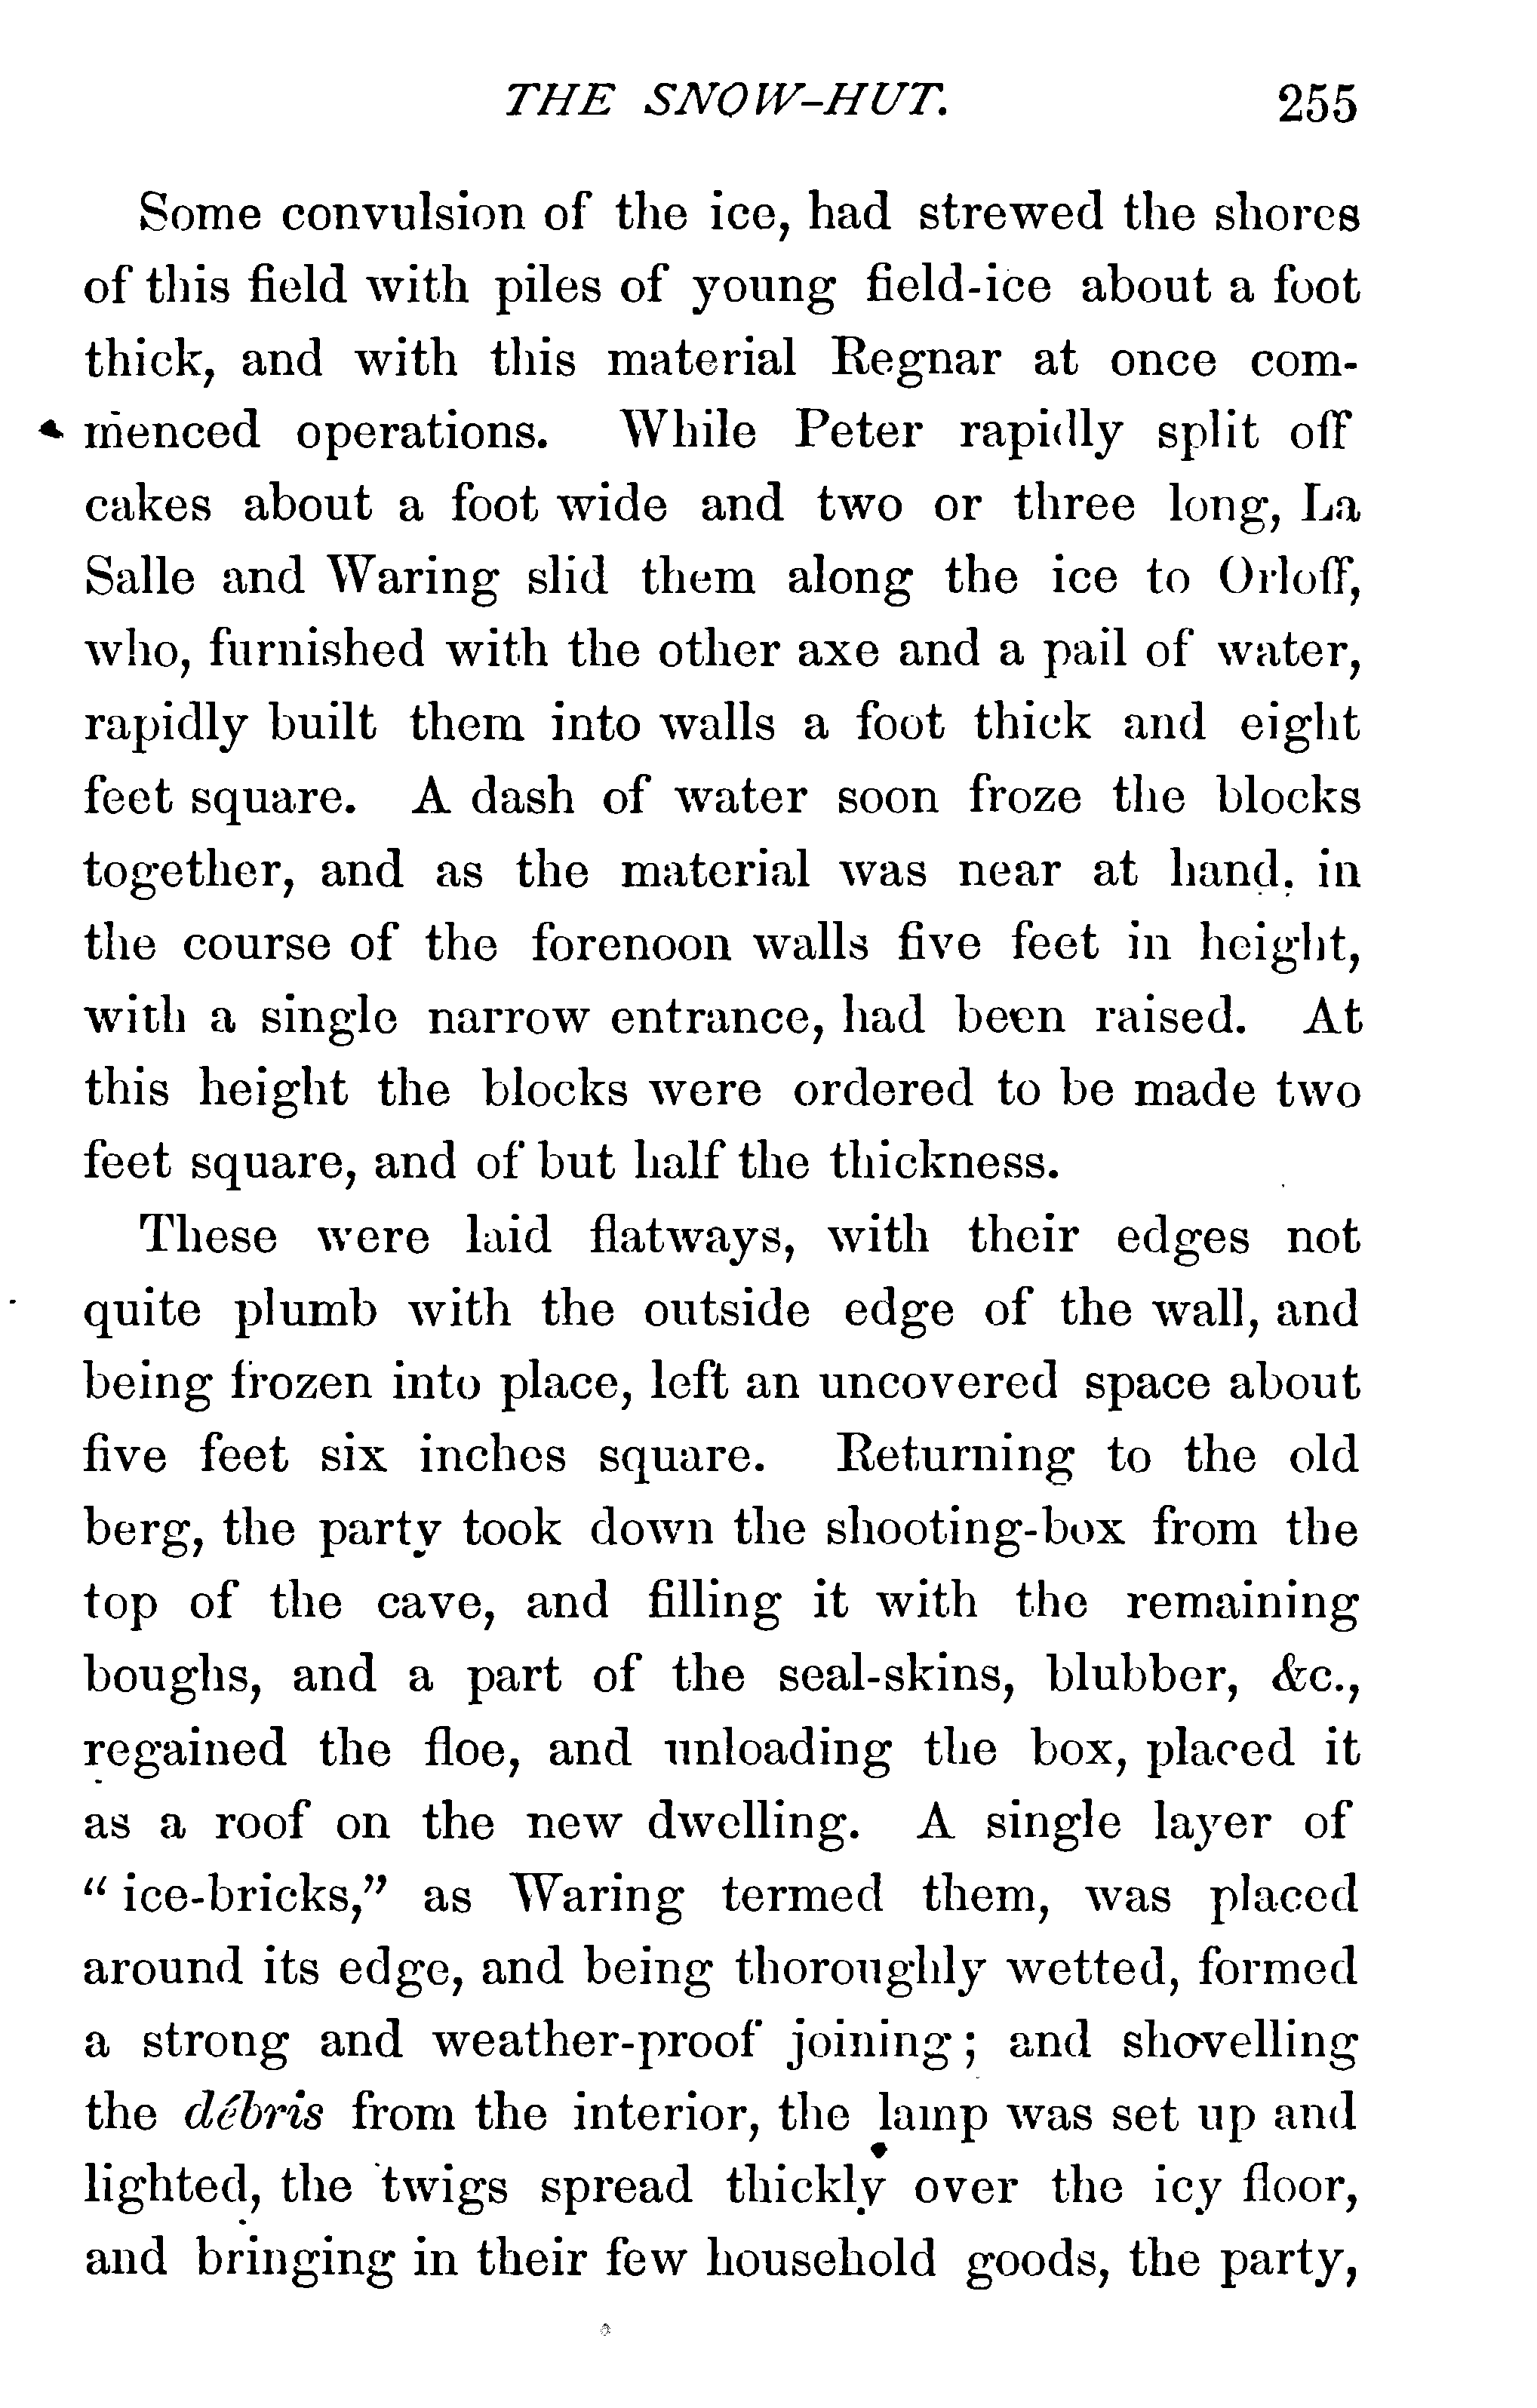 THE SNOW-HUT. 255
Some convulsion of the ice, had strewed the shores
of this field with piles of young field-ice about a foot
thick, and with this material Regnar at once com-
menced operations. While Peter rapidly split off
cakes about a foot wide and two or three long, La
Salle and Waring slid them along the ice to Orloff,
who, furnished with the other axe and a pail of water,
rapidly built them into walls a foot thick and eight
feet square. A dash of water soon froze the blocks
together, and as the material was near at hand, in
the course of the forenoon walls five feet in height,
with a single narrow entrance, had been raised. At
this height the blocks were ordered to be made two
feet square, and of but half the thickness.
These were laid flatways, with their edges not
quite plumb with the outside edge of the wall, and
being frozen into place, left an uncovered space about
five feet six inches square. Returning to the old
berg, the party took down the shooting-box from the
top of the cave, and filling it with the remaining
boughs, and a part of the seal-skins, blubber, &c.,
regained the floe, and unloading the box, placed it
as a roof on the new dwelling. A single layer of
"ice-bricks," as Waring termed them, was placed
around its edge, and being thoroughly wetted, formed
a strong and weather-proof joining; and shovelling
the débris from the interior, the lamp was set up and
lighted, the twigs spread thickly over the icy floor,
and bringing in their few household goods, the party,